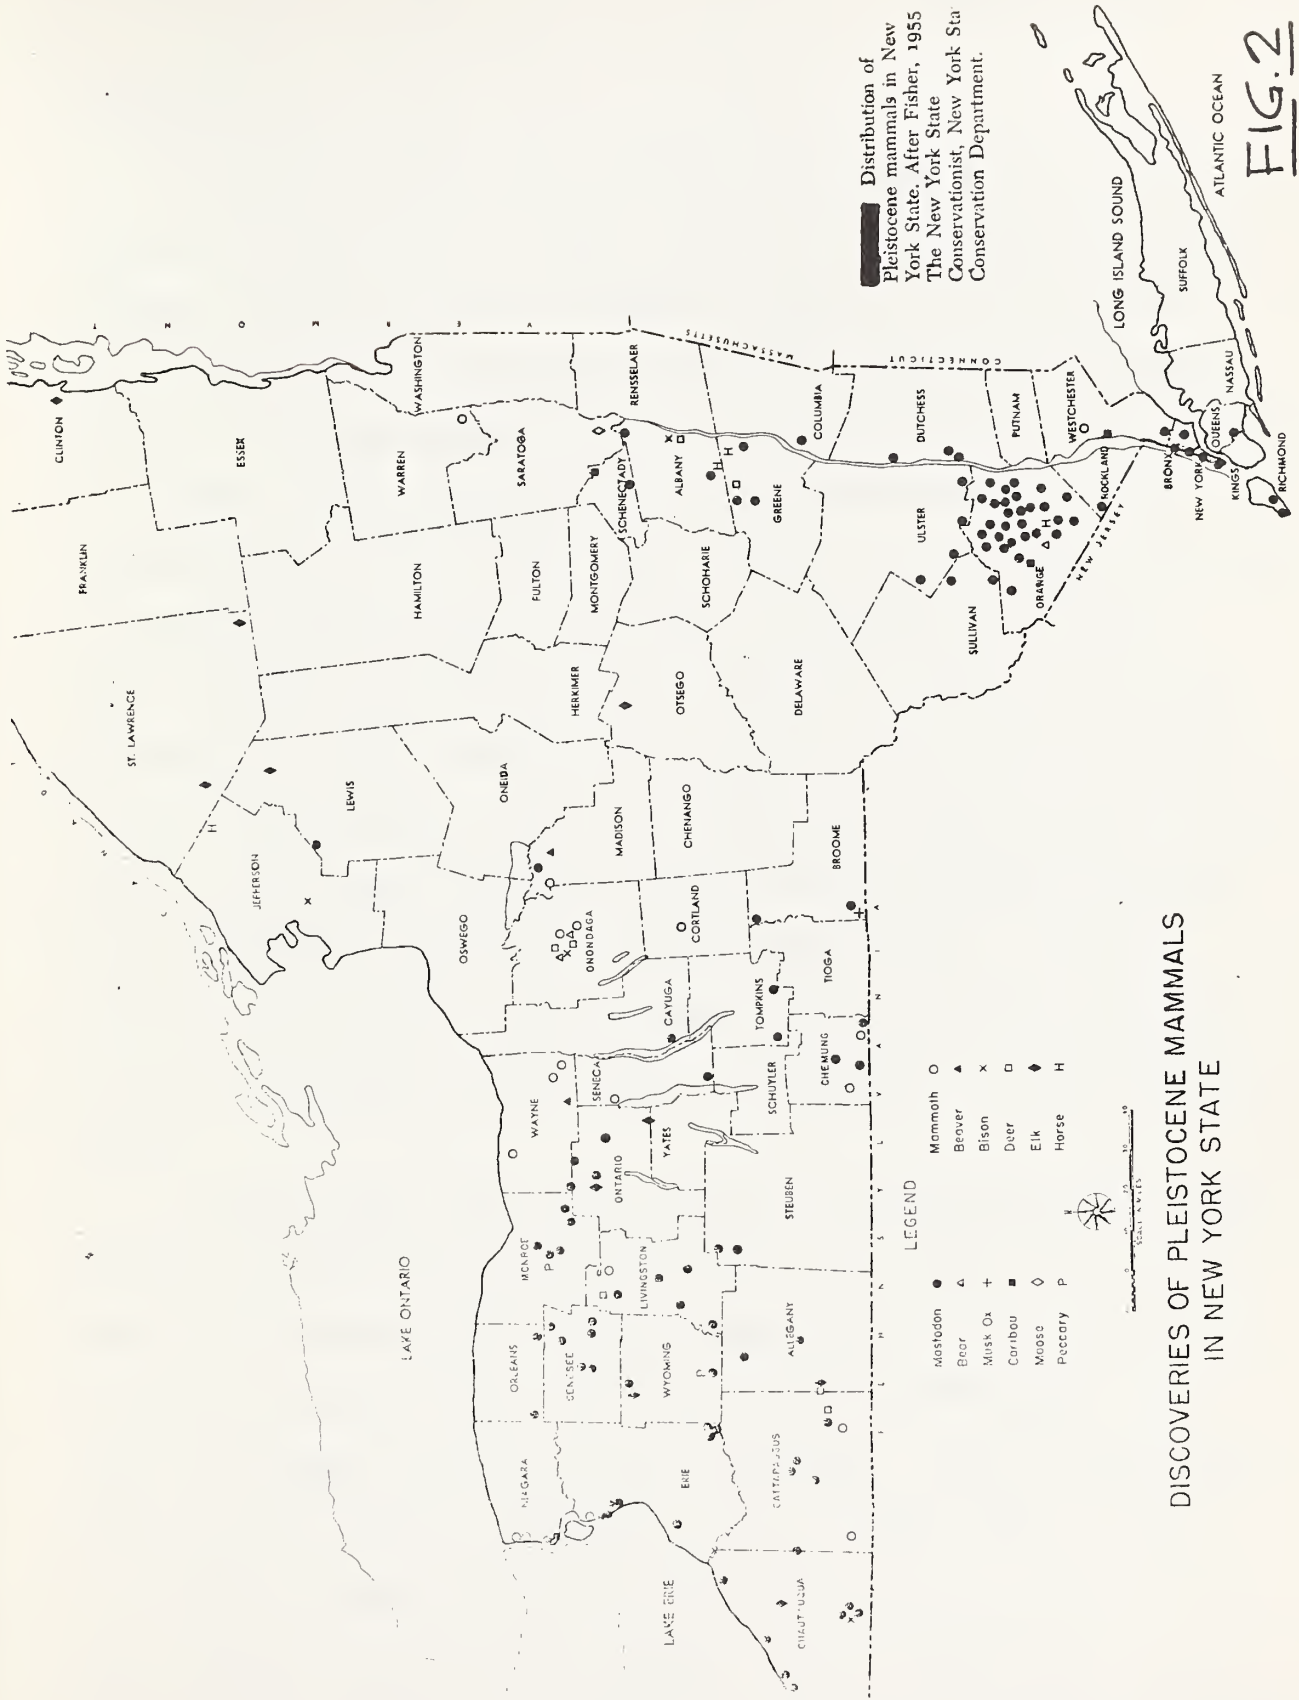 Distribution of
Pleistocene mammals in New
York State. After Fisher, 1955
The New York State
Conservationist, New York Sta
Conservation Department.
FIG. 2
CLINTON
FRANKLIN
ST. LAWRENCE
ESSEX
JEFFERSON
LEWIS
HAMILTON
WARREN
WASHINGTON
LAKE ONTARIO
OSWEGO
ONEIDA
HERKIMER
FULTON
SARATOGA
NIAGARA
ORLEANS
MONROE
WAYNE
GENESEE
ONTARIO
SENECA
ONONDAGA
MADISON
MONTGOMERY
SCHENECTADY
RENSSELAER
ERIE
WYOMING
LIVINGSTON
YATES
CAYUGA
CORTLAND
CHENANGO
OTSEGO
SCHOHARIE
ALBANY
MASSACHUSETTS
LAKE ERIE
CHAUTAUQUA
CATTARAUGUS
ALLEGANY
STEUBEN
SCHUYLER
TOMPKINS
CHEMUNG
TIOGA
BROOME
DELAWARE
GREENE
COLUMBIA
ULSTER
DUTCHESS
CONNECTICUT
SULLIVAN
ORANGE
PUTNAM
WESTCHESTER
ROCKLAND
NEW JERSEY
BRONX
NEW YORK
QUEENS
KINGS
RICHMOND
NASSAU
SUFFOLK
LONG ISLAND SOUND
ATLANTIC OCEAN
LEGEND
Mastodon
Bear
Musk Ox
Caribou
Moose
Peccary P
Mammoth
Beaver
Bison
Deer
Elk
Horse H
SCALE IN MILES
DISCOVERIES OF PLEISTOCENE MAMMALS
IN NEW YORK STATE